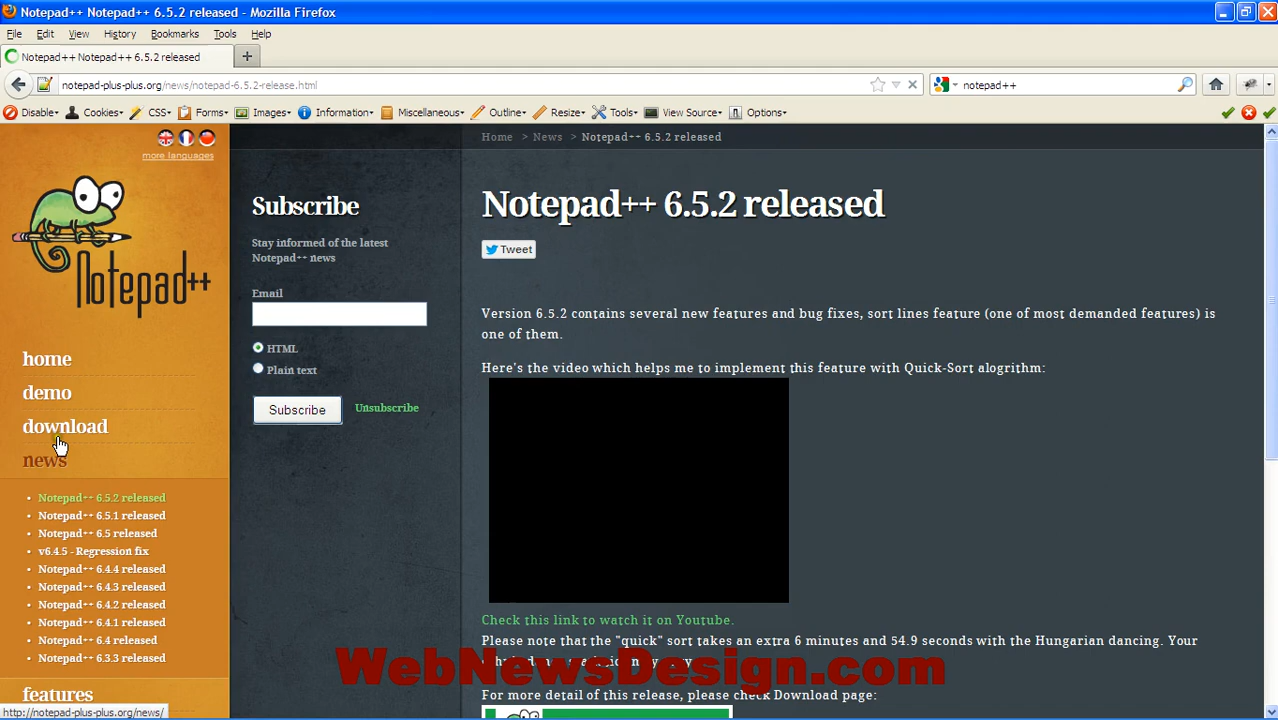 Notepad++ Notepad++ 6.5.2 released - Mozilla Firefox
File Edit View History Bookmarks Tools Help
Notepad++ Notepad++ 6.5.2 released
notepad-plus-plus.org/news/notepad-6.5.2-release.html
notepad++
Disable Cookies CSS Forms Images Information Miscellaneous Outline Resize Tools View Source Options
more languages
Notepad++
home
demo
download
news
Notepad++ 6.5.2 released
Notepad++ 6.5.1 released
Notepad++ 6.5 released
v6.4.5 - Regression fix
Notepad++ 6.4.4 released
Notepad++ 6.4.3 released
Notepad++ 6.4.2 released
Notepad++ 6.4.1 released
Notepad++ 6.4 released
Notepad++ 6.3.3 released
features
http://notepad-plus-plus.org/news/
Subscribe
Stay informed of the latest
Notepad++ news
Email
HTML
Plain text
Subscribe Unsubscribe
Home > News > Notepad++ 6.5.2 released
Notepad++ 6.5.2 released
Tweet
Version 6.5.2 contains several new features and bug fixes, sort lines feature (one of most demanded features) is
one of them.
Here's the video which helps me to implement this feature with Quick-Sort alogrithm:
Check this link to watch it on Youtube.
Please note that the "quick" sort takes an extra 6 minutes and 54.9 seconds with the Hungarian dancing. Your
WebNewsDesign.com
For more detail of this release, please check Download page: